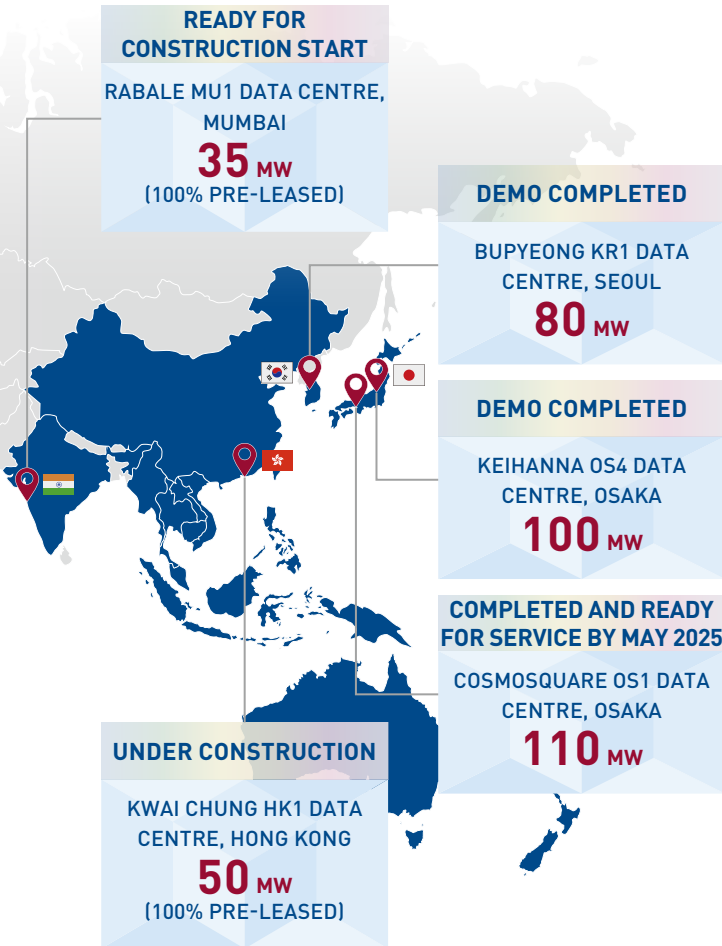 READY FOR
CONSTRUCTION START
RABALE MU1 DATA CENTRE,
MUMBAI
35 MW
(100% PRE-LEASED)
DEMO COMPLETED
BUPYEONG KR1 DATA
CENTRE, SEOUL
80 MW
DEMO COMPLETED
KEIHANNA OS4 DATA
CENTRE, OSAKA
100 MW
COMPLETED AND READY
FOR SERVICE BY MAY 2025
COSMOSQUARE OS1 DATA
CENTRE, OSAKA
110 MW
UNDER CONSTRUCTION
KWAI CHUNG HK1 DATA
CENTRE, HONG KONG
50 MW
(100% PRE-LEASED)